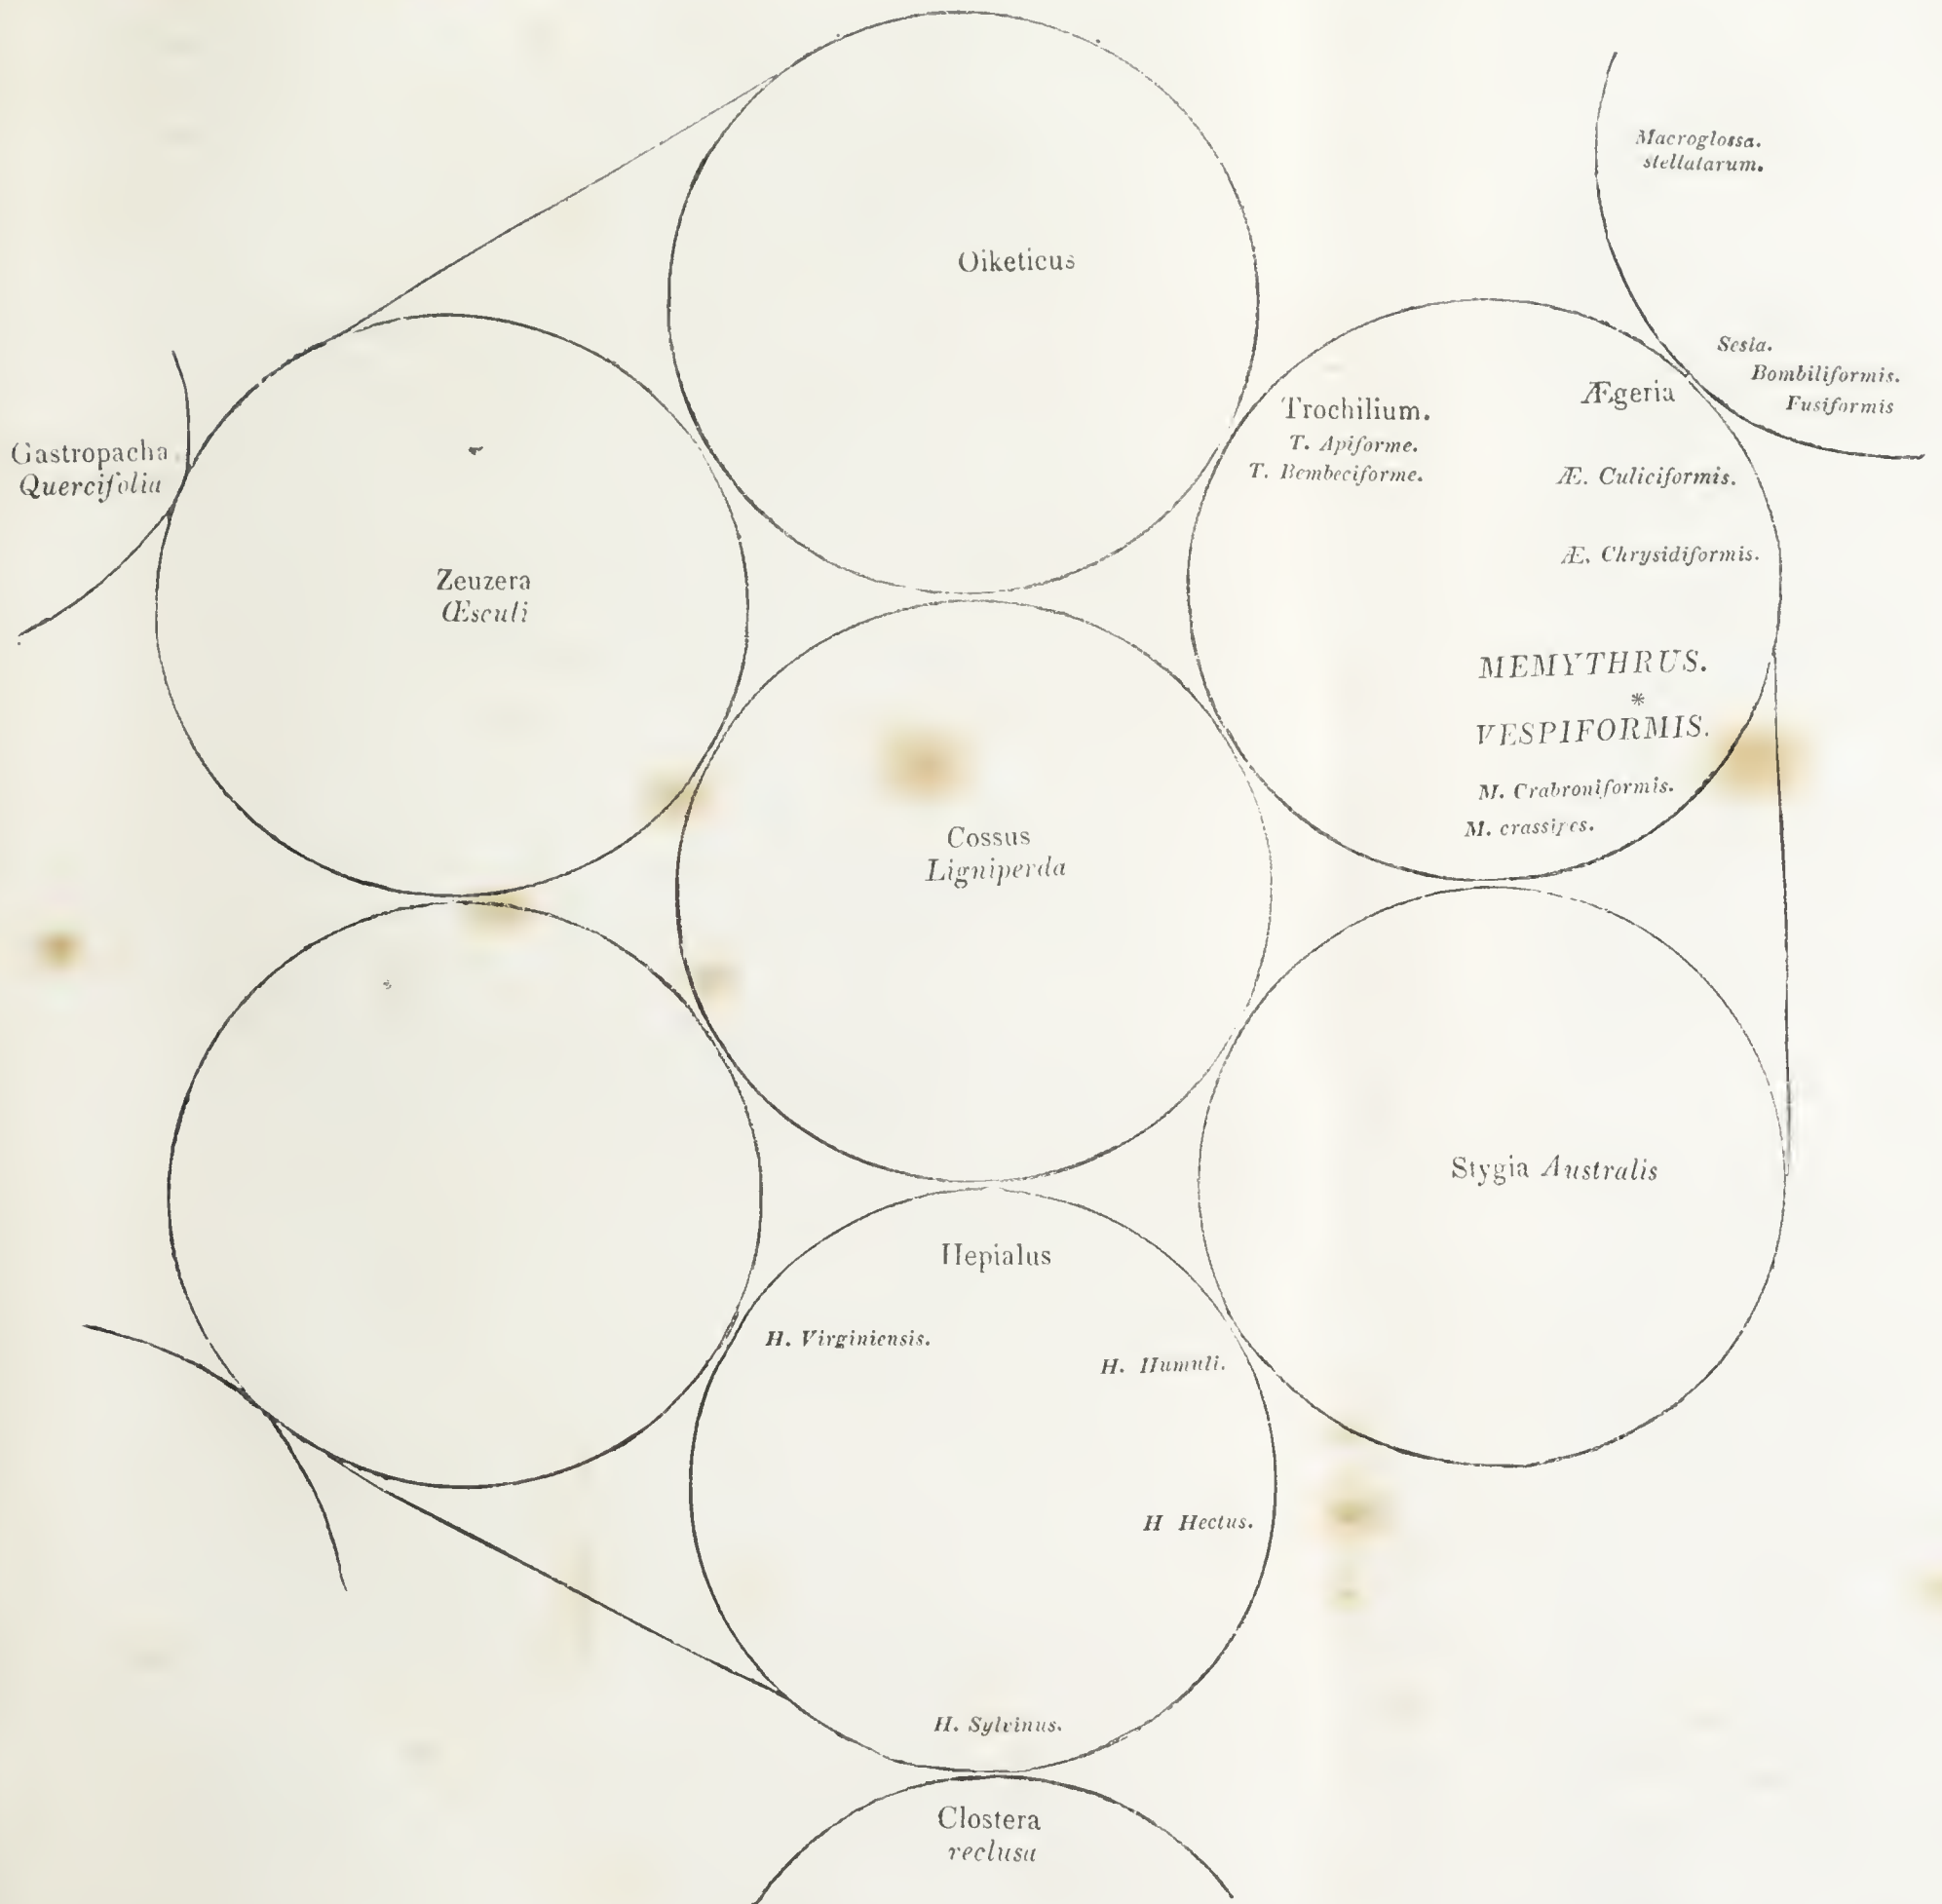 Oiketicus
Macroglossa.
stellatarum.
Sesia.
Bombiliformis.
Fusiformis
Gastropacha
Quercifolia
Zeuzera
Œsculi
Trochilium.
T. Apiforme.
T. Bembeciforme.
Ægeria
Æ. Culiciformis.
Æ. Chrysidiformis.
MEMYTHRUS.
*
VESPIFORMIS.
M. Crabroniformis.
M. crassipes.
Cossus
Ligniperda
Stygia Australis
Hepialus
H. Virginiensis.
H. Humuli.
H Hectus.
H. Sylvinus.
Clostera
reclusa